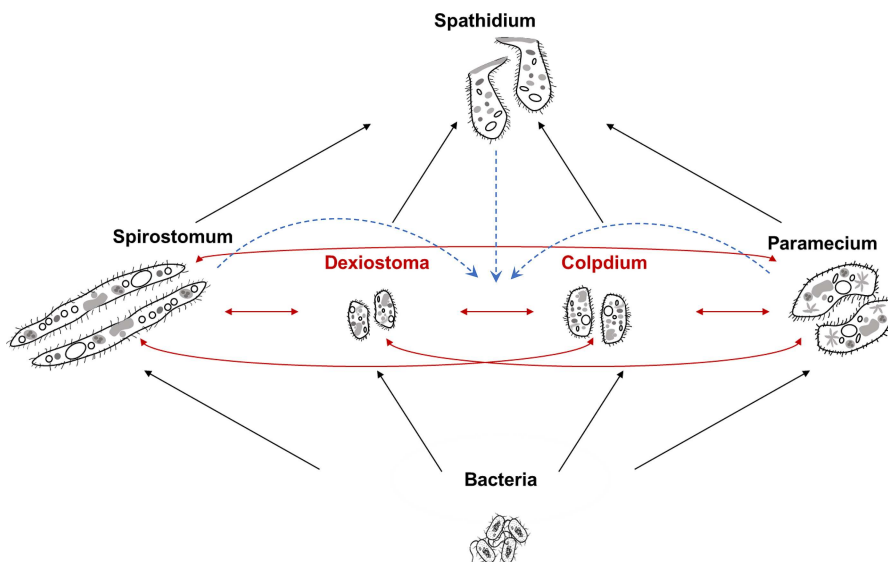 Spathidium
Spirostomum
Paramecium
Dexiostoma
Colpdium
Bacteria